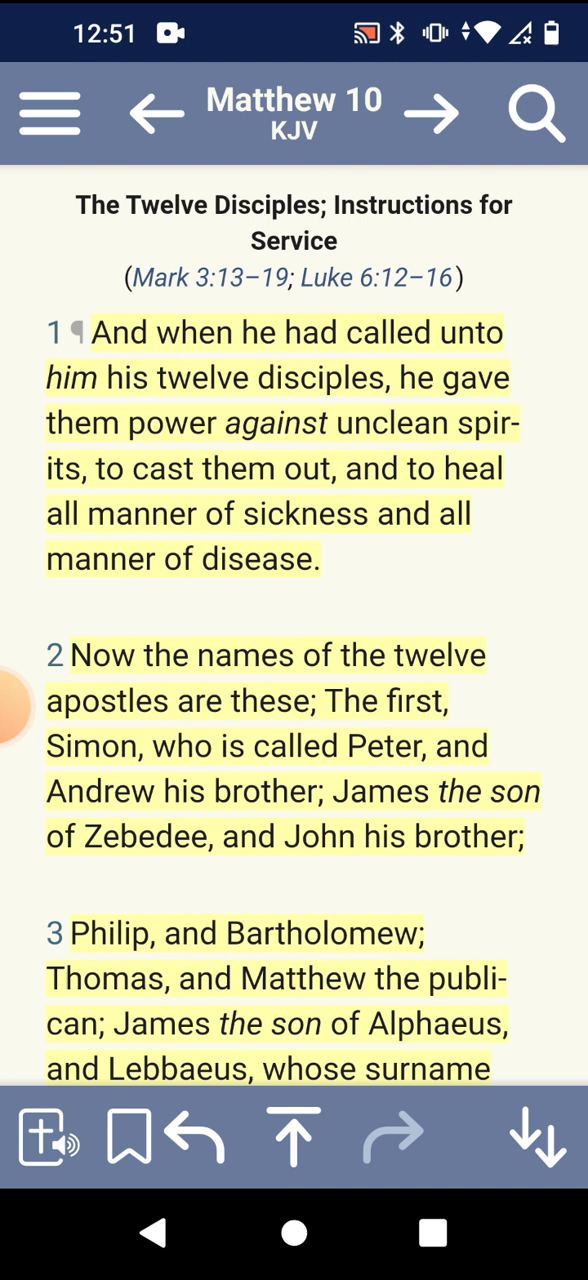 12:51
Matthew 10
KJV
The Twelve Disciples; Instructions for
Service
(Mark 3:13–19; Luke 6:12–16)
1 ¶ And when he had called unto
him his twelve disciples, he gave
them power against unclean spir-
its, to cast them out, and to heal
all manner of sickness and all
manner of disease.
2 Now the names of the twelve
apostles are these; The first,
Simon, who is called Peter, and
Andrew his brother; James the son
of Zebedee, and John his brother;
3 Philip, and Bartholomew;
Thomas, and Matthew the publi-
can; James the son of Alphaeus,
and Lebbaeus, whose surname